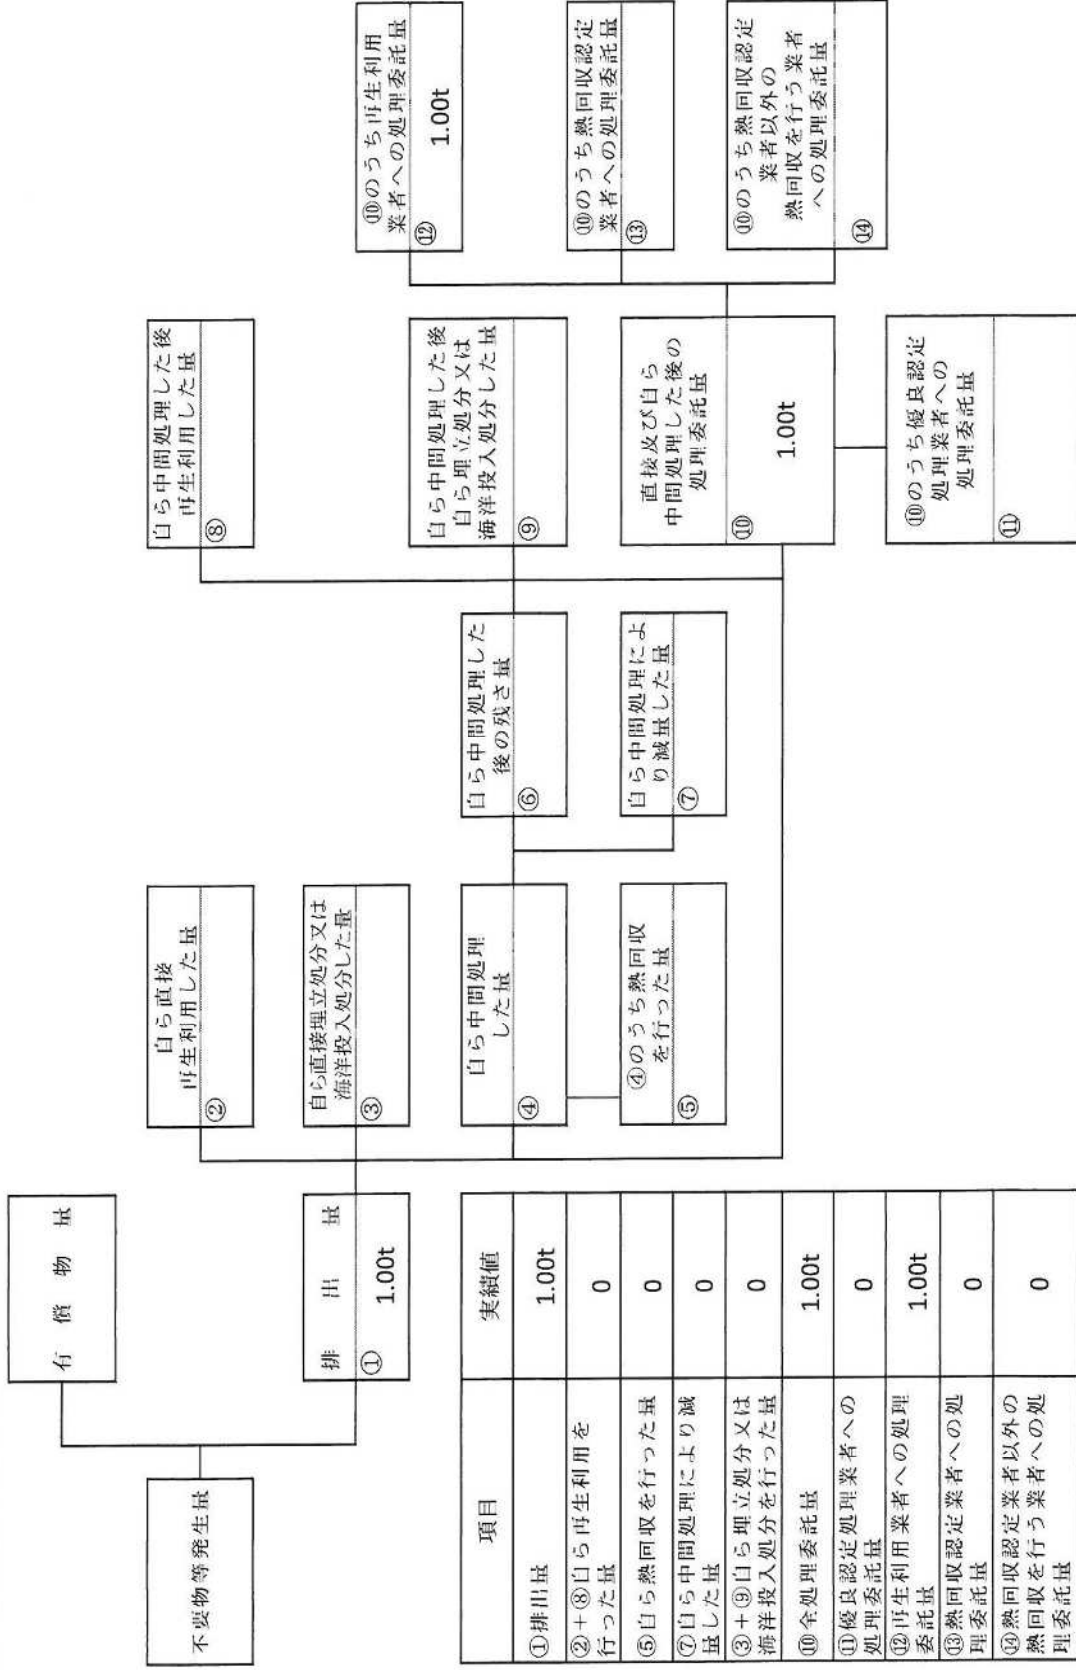 不要物等発生量
有償物量
排出量
①
1.00t
自ら直接
再生利用した量
②
自ら直接埋立処分又は
海洋投入処分した量
③
自ら中間処理
した量
④
④のうち熱回収
を行った量
⑤
自ら中間処理した
後の残さ量
⑥
自ら中間処理によ
り減量した量
⑦
自ら中間処理した後
再生利用した量
⑧
自ら中間処理した後
自ら埋立処分又は
海洋投入処分した量
⑨
直接及び自ら
中間処理した後の
処理委託量
⑩
1.00t
⑩のうち優良認定
処理業者への
処理委託量
⑪
⑩のうち再生利用
業者への処理委託量
⑫
1.00t
⑩のうち熱回収認定
業者への処理委託量
⑬
⑩のうち熱回収認定
業者以外の
熱回収を行う業者
への処理委託量
⑭
項目 実績値
①排出量 1.00t
②+⑧自ら再生利用を
行った量 0
⑤自ら熱回収を行った量 0
⑦自ら中間処理により減
量した量 0
③+⑨自ら埋立処分又は
海洋投入処分を行った量 0
⑩全処理委託量 1.00t
⑪優良認定処理業者への
処理委託量 0
⑫再生利用業者への処理
委託量 1.00t
⑬熱回収認定業者への処
理委託量 0
⑭熱回収認定業者以外の
熱回収を行う業者への処
理委託量 0